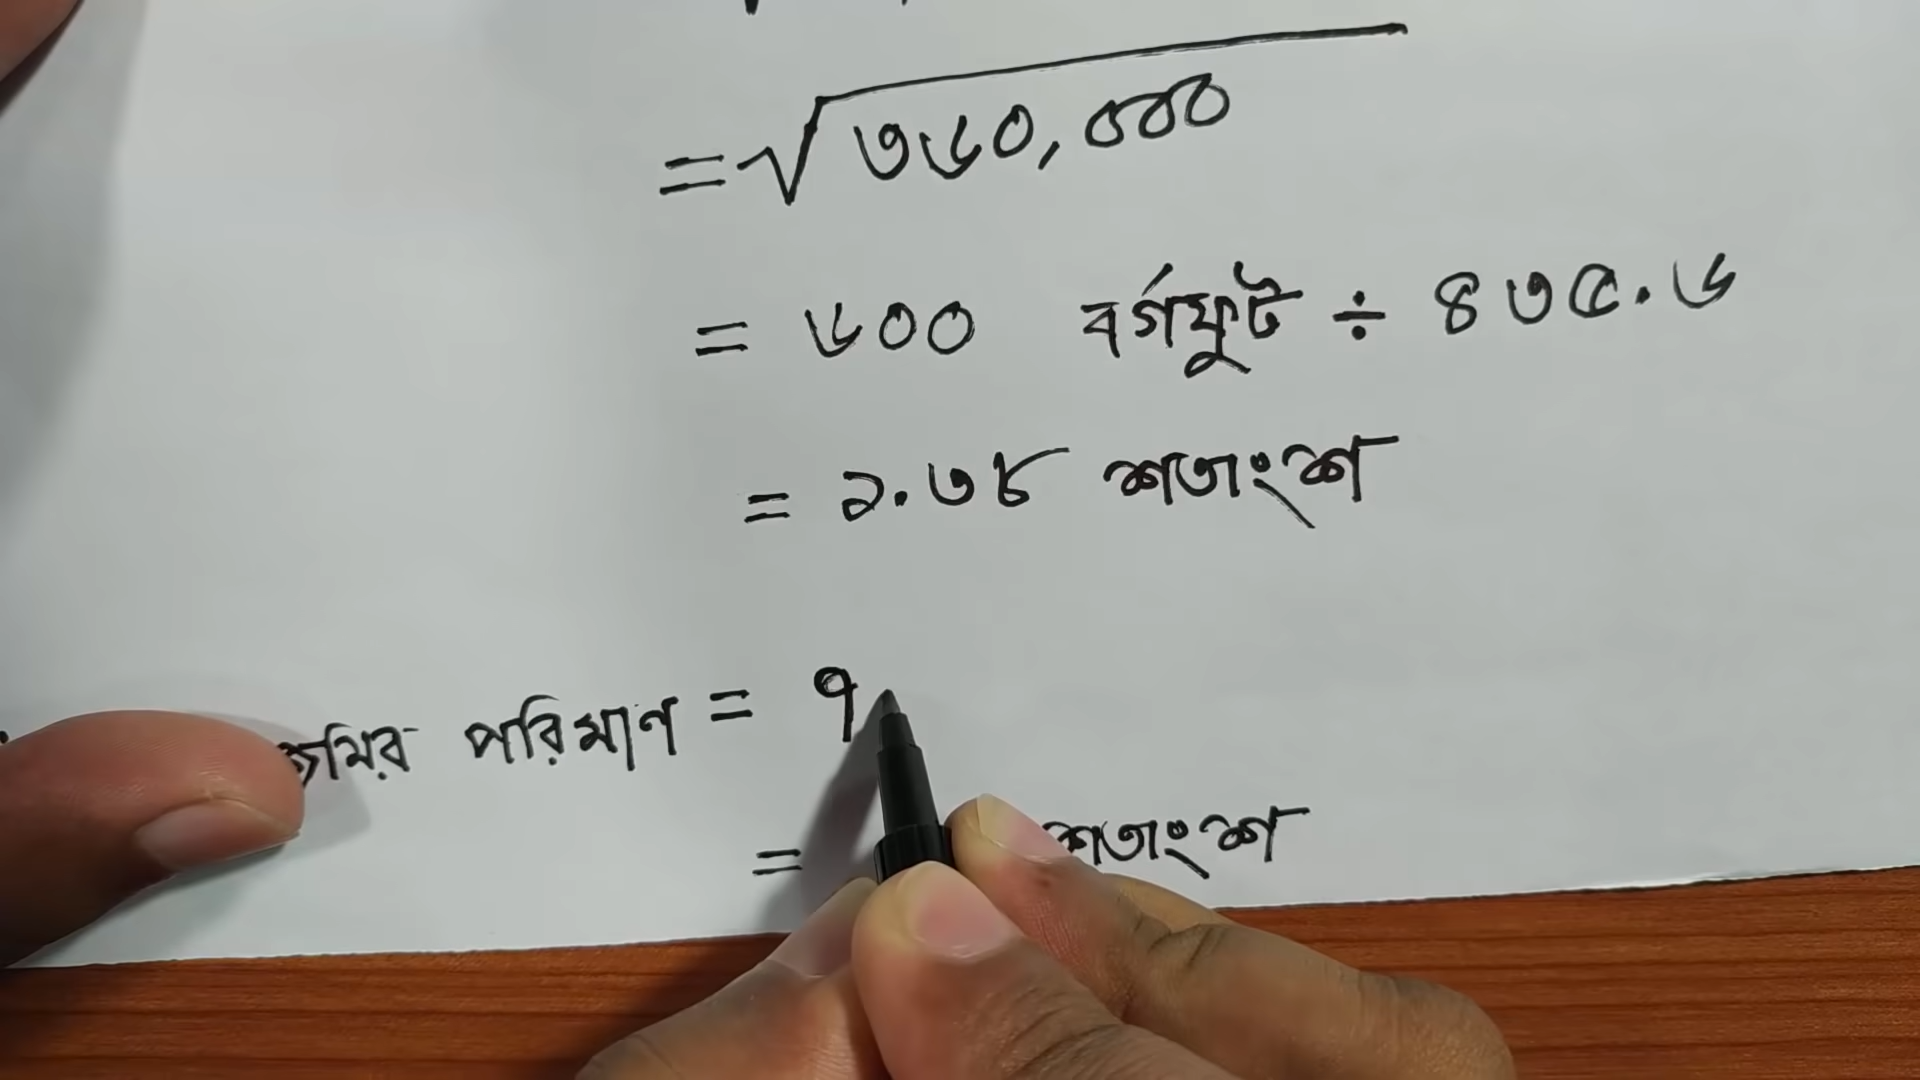 = √৩৬০,০০০
= ৬০০ বর্গফুট ÷ ৪৩৫.৬
= ১.৩৮ শতাংশ
জমির পরিমান = ৭
= শতাংশ